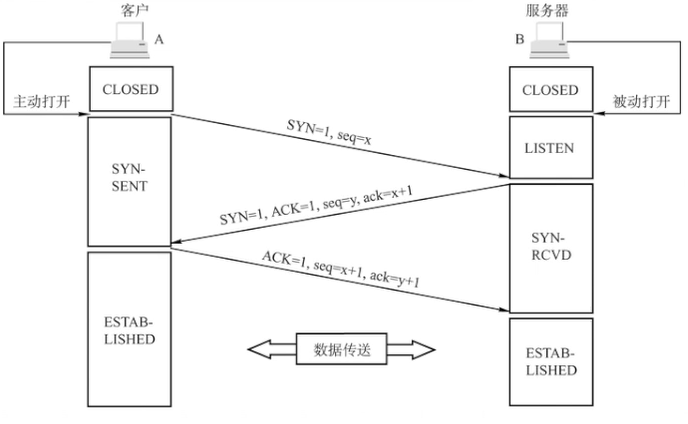 客户
服务器
A
B
CLOSED
CLOSED
主动打开
被动打开
SYN=1, seq=x
SYN-
SENT
LISTEN
SYN=1, ACK=1, seq=y, ack=x+1
SYN-
RCVD
ACK=1, seq=x+1, ack=y+1
ESTAB-
LISHED
数据传送
ESTAB-
LISHED